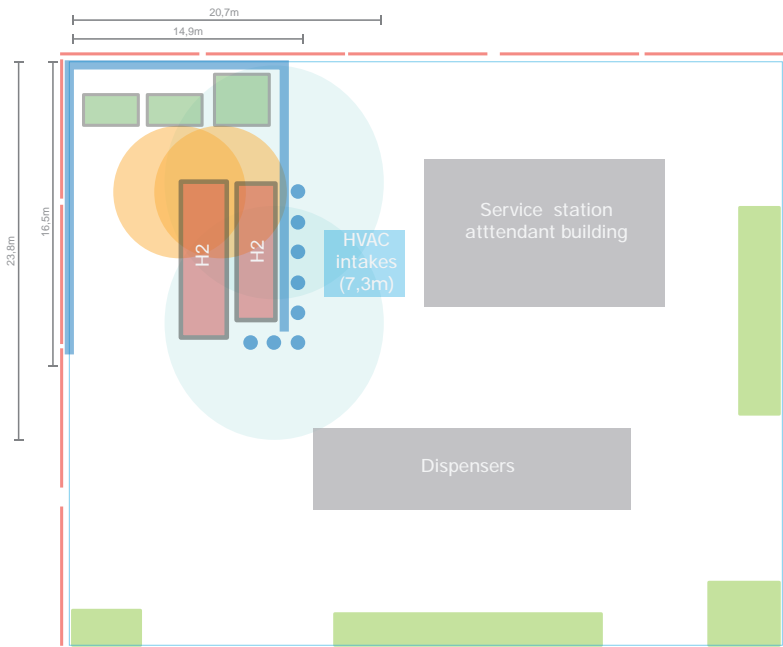 20,7m
14,9m
23,8m
16,5m
Service station
atttendant building
HVAC
intakes
(7,3m)
H2
H2
Dispensers